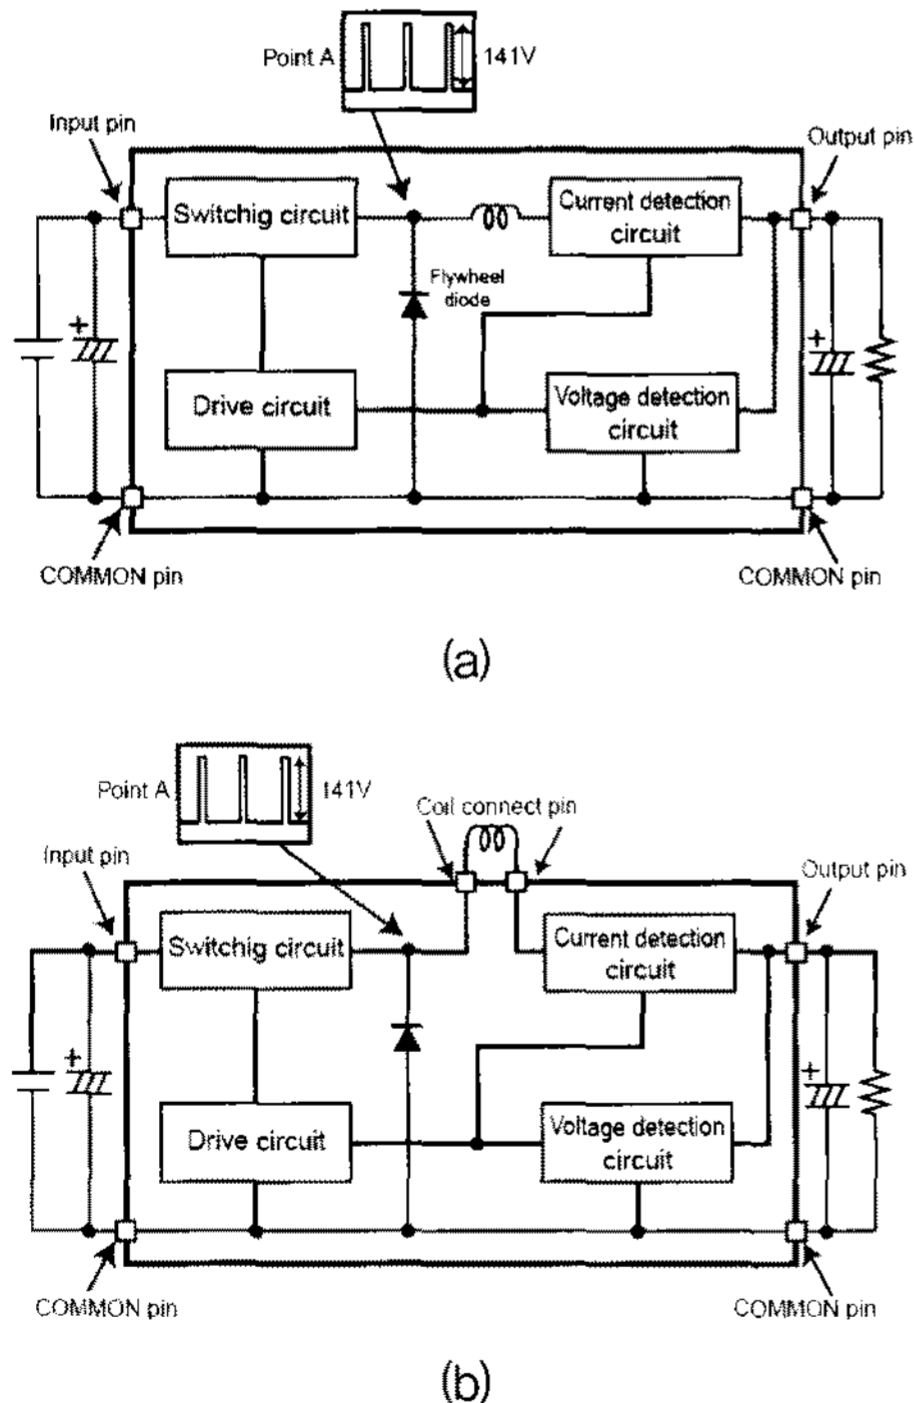 Point A
141V
Input pin
Output pin
Switchig circuit
Current detection
circuit
Flywheel
diode
Drive circuit
Voltage detection
circuit
COMMON pin
COMMON pin
(a)
Point A
141V
Coil connect pin
Input pin
Output pin
Switchig circuit
Current detection
circuit
Drive circuit
Voltage detection
circuit
COMMON pin
COMMON pin
(b)